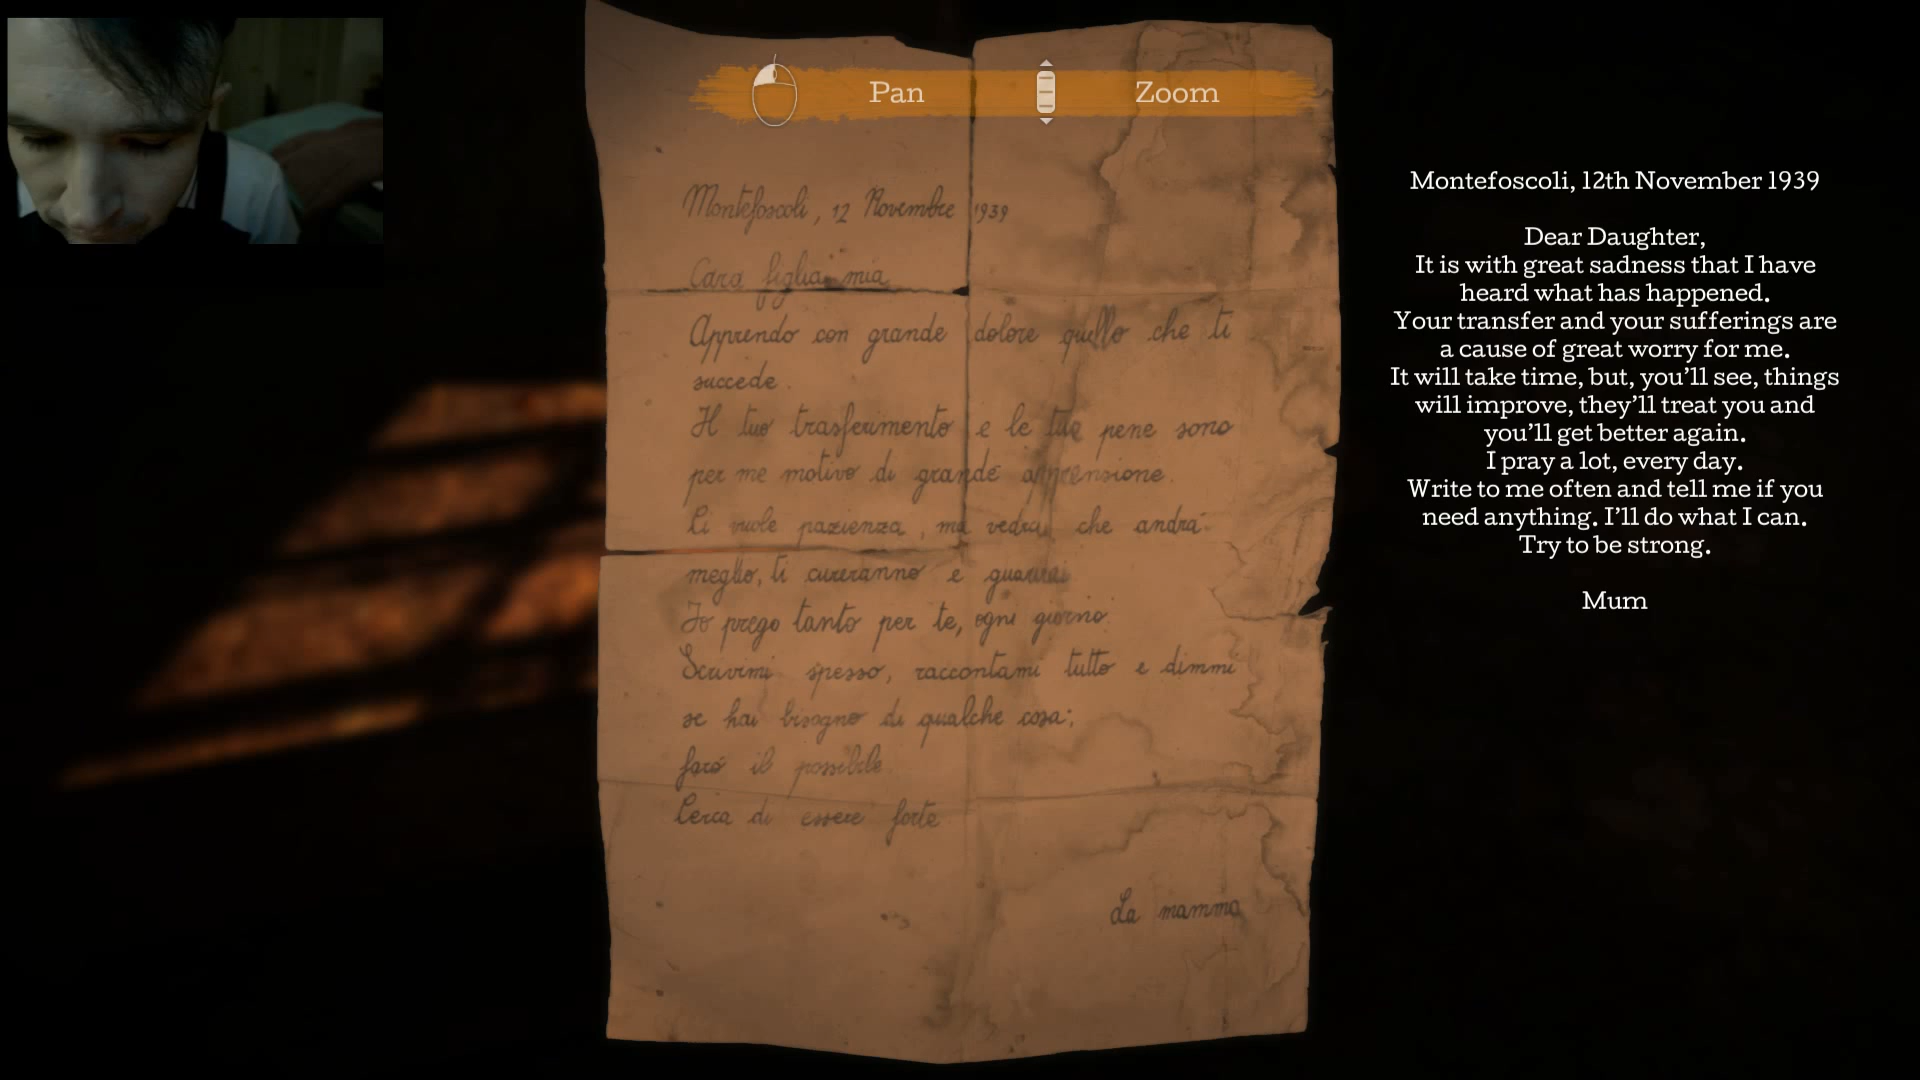 Pan
Zoom
Montefoscoli, 12 Novembre 1939
Cara figlia mia
Apprendo con grande dolore quello che ti
succede.
Il tuo trasferimento e le tue pene sono
per me motivo di grande apprensione.
Ci vuole pazienza, ma vedrai che andrà
meglio, ti cureranno e guarirai
Io prego tanto per te, ogni giorno.
Scrivimi spesso, raccontami tutto e dimmi
se hai bisogno di qualche cosa;
farò il possibile.
Cerca di essere forte.
La mamma
Montefoscoli, 12th November 1939
Dear Daughter,
It is with great sadness that I have
heard what has happened.
Your transfer and your sufferings are
a cause of great worry for me.
It will take time, but, you'll see, things
will improve, they'll treat you and
you'll get better again.
I pray a lot, every day.
Write to me often and tell me if you
need anything. I'll do what I can.
Try to be strong.
Mum